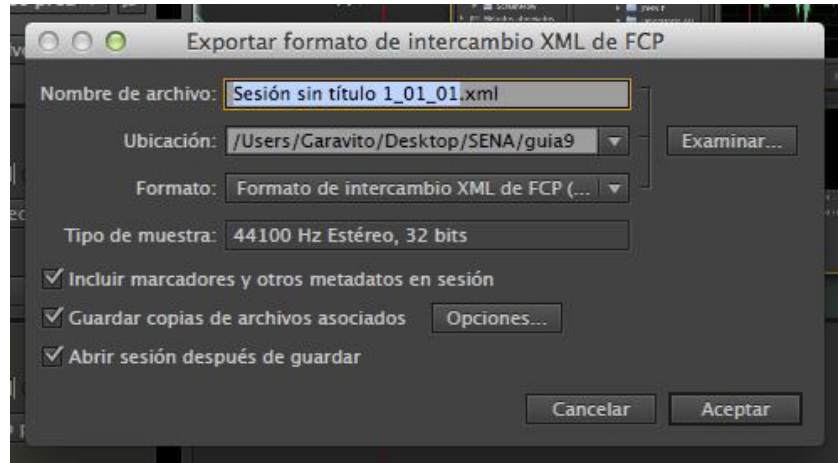 Exportar formato de intercambio XML de FCP
Nombre de archivo: Sesión sin título 1_01_01.xml
Ubicación: /Users/Garavito/Desktop/SENA/guia9 Examinar...
Formato: Formato de intercambio XML de FCP (...
Tipo de muestra: 44100 Hz Estéreo, 32 bits
Incluir marcadores y otros metadatos en sesión
Guardar copias de archivos asociados Opciones...
Abrir sesión después de guardar
Cancelar Aceptar